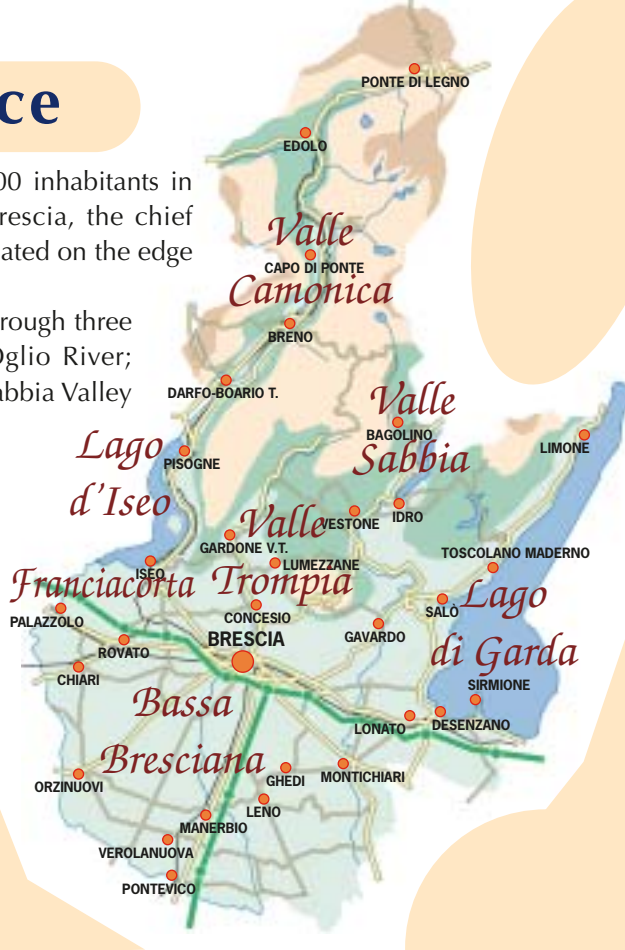 ce
00 inhabitants in
rescia, the chief
ated on the edge
rough three
Oglio River;
abbia Valley
PONTE DI LEGNO
EDOLO
Valle
CAPO DI PONTE
Camonica
BRENO
DARFO-BOARIO T.
Valle
BAGOLINO
Sabbia
LIMONE
Lago
PISOGNE
d'Iseo
IDRO
Valle
VESTONE
GARDONE V.T.
TOSCOLANO MADERNO
LUMEZZANE
ISEO
Franciacorta
Trompia
Lago
PALAZZOLO
CONCESIO
SALÒ
BRESCIA
GAVARDO
ROVATO
di Garda
CHIARI
SIRMIONE
Bassa
LONATO
DESENZANO
Bresciana
GHEDI
MONTICHIARI
ORZINUOVI
LENO
MANERBIO
VEROLANUOVA
PONTEVICO